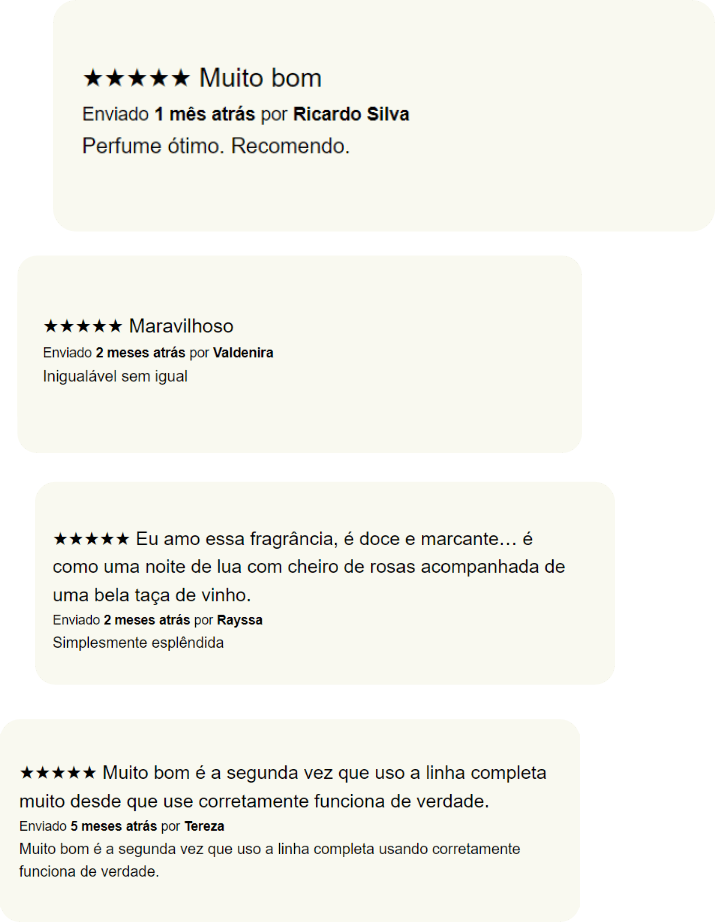 ★★★★★ Muito bom
Enviado 1 mês atrás por Ricardo Silva
Perfume ótimo. Recomendo.
★★★★★ Maravilhoso
Enviado 2 meses atrás por Valdenira
Inigualável sem igual
★★★★★ Eu amo essa fragrância, é doce e marcante… é
como uma noite de lua com cheiro de rosas acompanhada de
uma bela taça de vinho.
Enviado 2 meses atrás por Rayssa
Simplesmente esplêndida
★★★★★ Muito bom é a segunda vez que uso a linha completa
muito desde que use corretamente funciona de verdade.
Enviado 5 meses atrás por Tereza
Muito bom é a segunda vez que uso a linha completa usando corretamente
funciona de verdade.